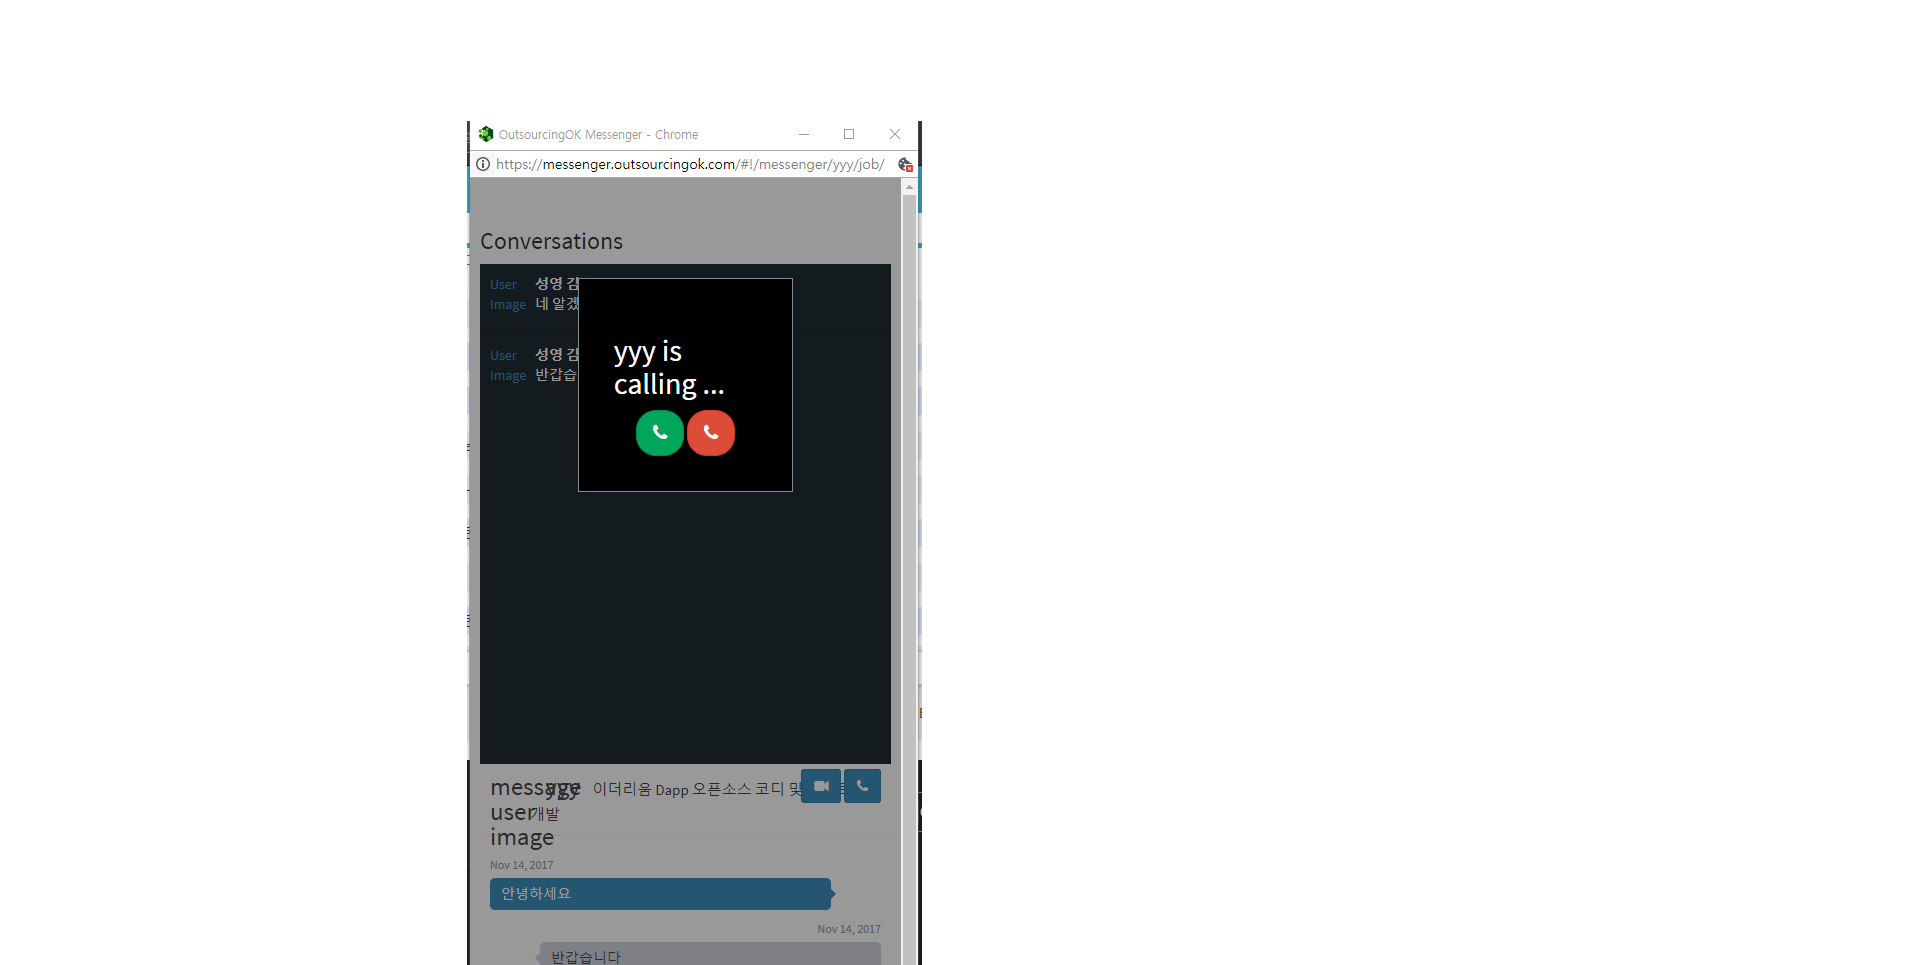 OutsourcingOK Messenger - Chrome
https://messenger.outsourcingok.com/#!/messenger/yyy/job/
Conversations
User Image
성영 김
네 알겠
User Image
성영 김
반갑습
yyy is
calling ...
message
user
image
yyy
이더리움 Dapp 오픈소스 코디 및
개발
Nov 14, 2017
안녕하세요
Nov 14, 2017
반갑습니다